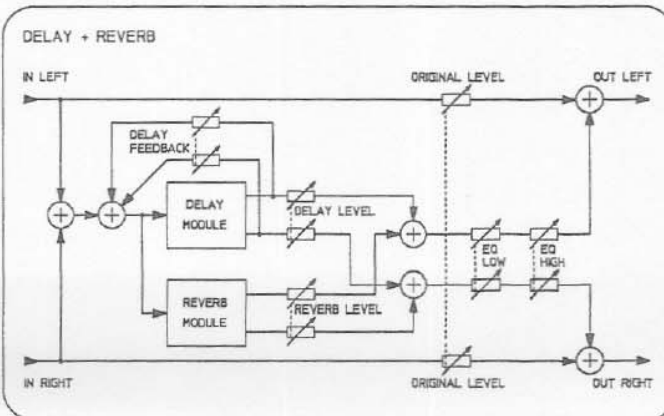 DELAY + REVERB
IN LEFT
ORIGINAL LEVEL
OUT LEFT
DELAY
FEEDBACK
DELAY
MODULE
DELAY LEVEL
EQ
LOW
EQ
HIGH
REVERB
MODULE
REVERB LEVEL
IN RIGHT
ORIGINAL LEVEL
OUT RIGHT